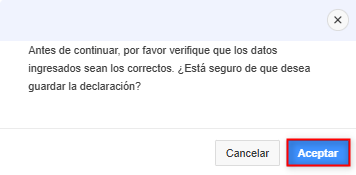 Antes de continuar, por favor verifique que los datos
ingresados sean los correctos. ¿Está seguro de que desea
guardar la declaración?
Cancelar
Aceptar